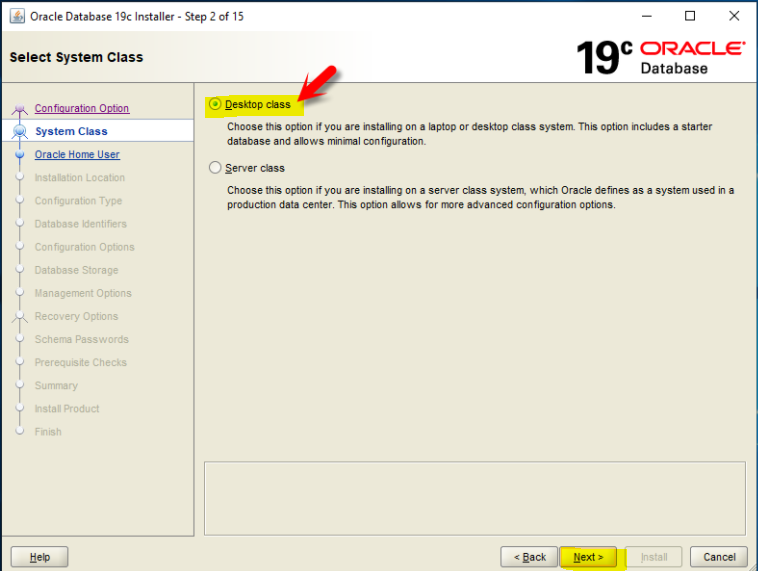 Oracle Database 19c Installer - Step 2 of 15
Select System Class
19c ORACLE
Database
Configuration Option
System Class
Oracle Home User
Installation Location
Configuration Type
Database Identifiers
Configuration Options
Database Storage
Management Options
Recovery Options
Schema Passwords
Prerequisite Checks
Summary
Install Product
Finish
Desktop class
Choose this option if you are installing on a laptop or desktop class system. This option includes a starter
database and allows minimal configuration.
Server class
Choose this option if you are installing on a server class system, which Oracle defines as a system used in a
production data center. This option allows for more advanced configuration options.
Help
< Back
Next >
Install
Cancel